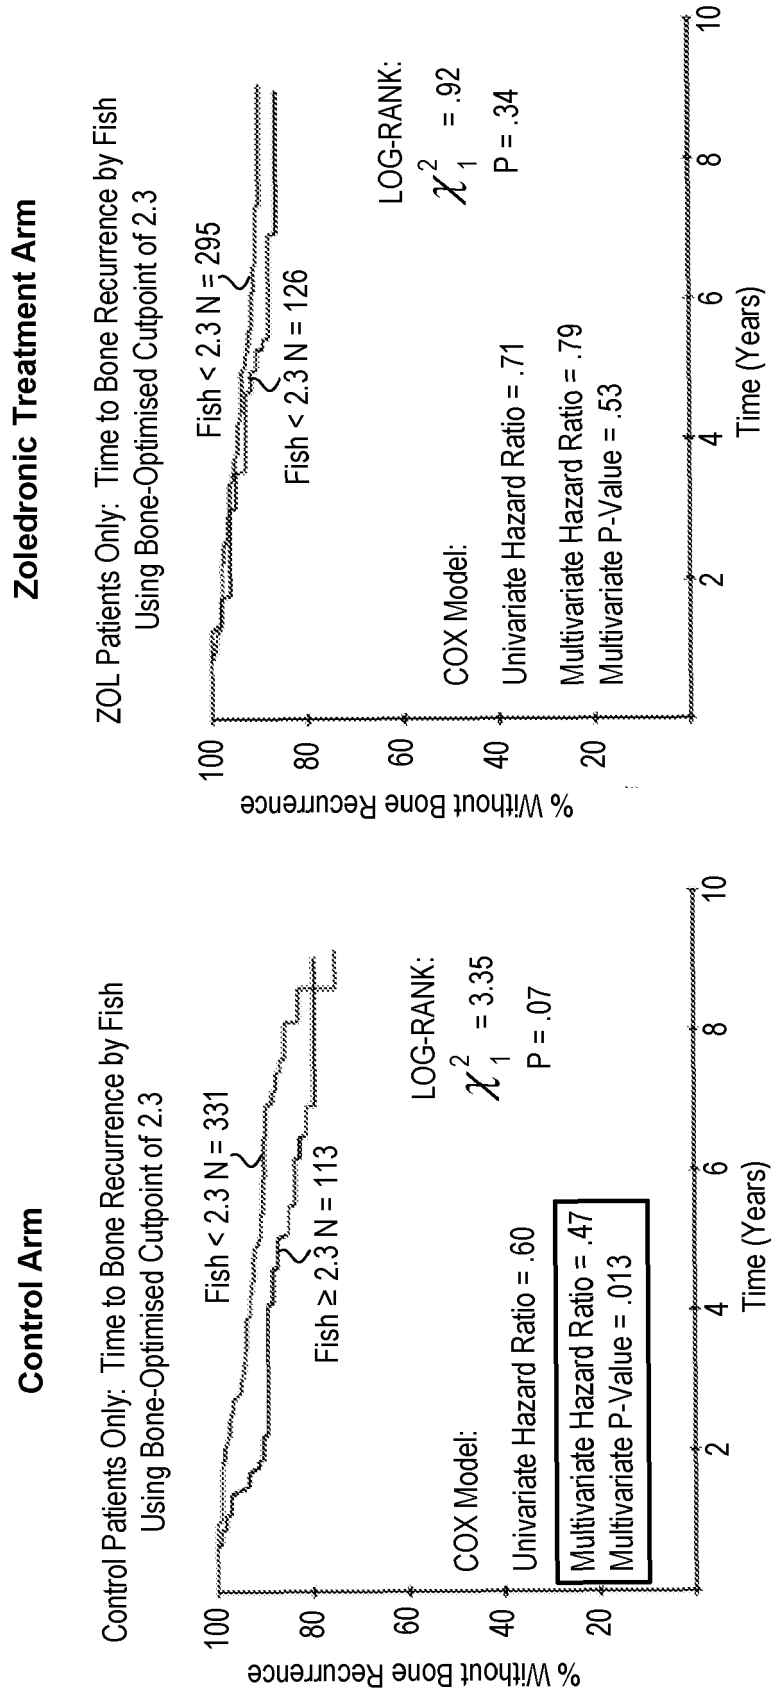 Control Arm
Control Patients Only: Time to Bone Recurrence by Fish
Using Bone-Optimised Cutpoint of 2.3
% Without Bone Recurrence
100
80
60
40
20
Fish < 2.3 N = 331
Fish ≥ 2.3 N = 113
LOG-RANK:
χ²₁ = 3.35
P = .07
COX Model:
Univariate Hazard Ratio = .60
Multivariate Hazard Ratio = .47
Multivariate P-Value = .013
2
4
6
8
10
Time (Years)
Zoledronic Treatment Arm
ZOL Patients Only: Time to Bone Recurrence by Fish
Using Bone-Optimised Cutpoint of 2.3
% Without Bone Recurrence
100
80
60
40
20
Fish < 2.3 N = 295
Fish < 2.3 N = 126
LOG-RANK:
χ²₁ = .92
P = .34
COX Model:
Univariate Hazard Ratio = .71
Multivariate Hazard Ratio = .79
Multivariate P-Value = .53
2
4
6
8
10
Time (Years)